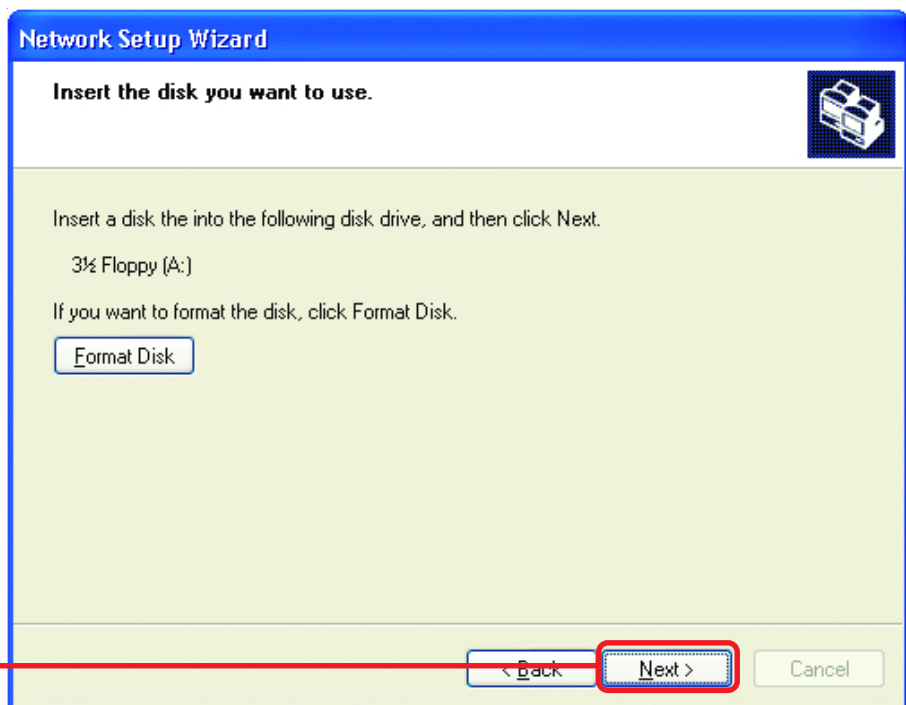 Network Setup Wizard
Insert the disk you want to use.
Insert a disk the into the following disk drive, and then click Next.
3½ Floppy (A:)
If you want to format the disk, click Format Disk.
Format Disk
< Back
Next >
Cancel